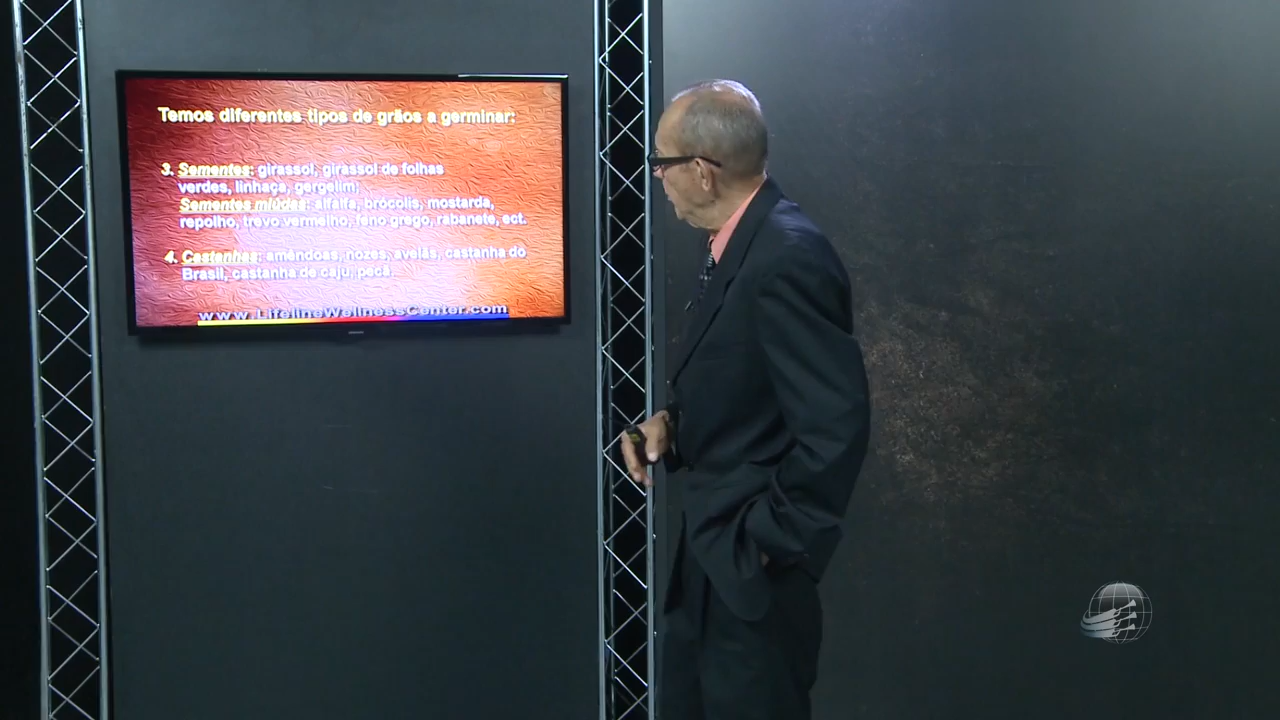 Temos diferentes tipos de grãos a germinar:
3. Sementes: girassol, girassol de folhas
verdes, linhaça, gergelim;
Sementes miúdas: alfalfa, brócolis, mostarda,
repolho, trevo vermelho, feno grego, rabanete, ect.
4. Castanhas: amêndoas, nozes, avelãs, castanha do
Brasil, castanha de caju, pecã.
www.LifelineWellnessCenter.com